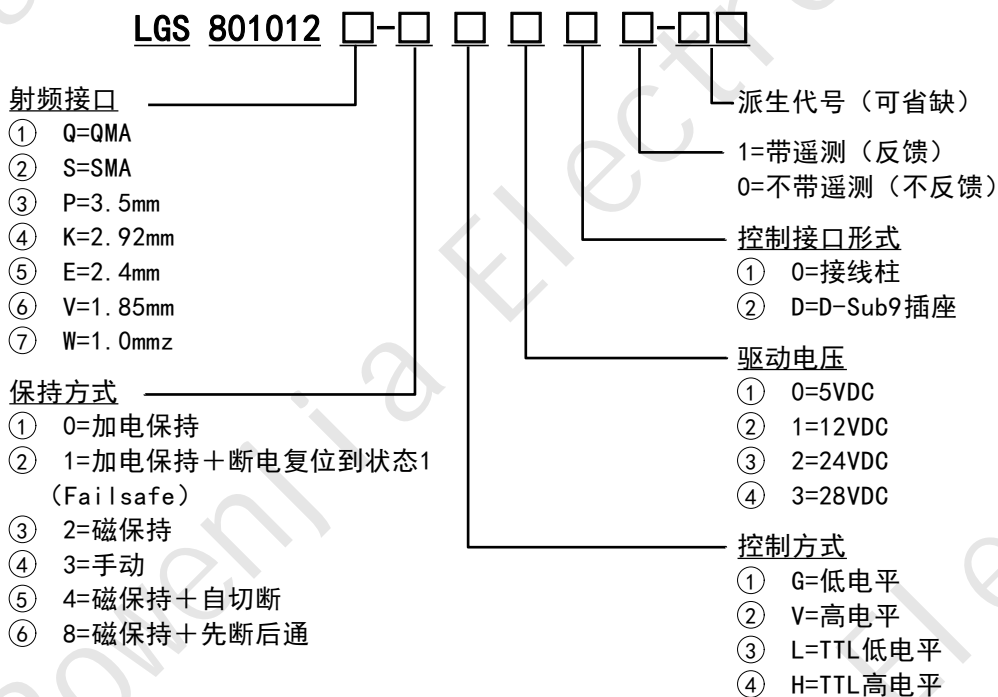 LGS 801012 □-□ □ □ □ □-□□
射频接口
① Q=QMA
② S=SMA
③ P=3.5mm
④ K=2.92mm
⑤ E=2.4mm
⑥ V=1.85mm
⑦ W=1.0mmz
保持方式
① 0=加电保持
② 1=加电保持+断电复位到状态1
（Failsafe）
③ 2=磁保持
④ 3=手动
⑤ 4=磁保持+自切断
⑥ 8=磁保持+先断后通
派生代号（可省缺）
1=带遥测（反馈）
0=不带遥测（不反馈）
控制接口形式
① 0=接线柱
② D=D-Sub9插座
驱动电压
① 0=5VDC
② 1=12VDC
③ 2=24VDC
④ 3=28VDC
控制方式
① G=低电平
② V=高电平
③ L=TTL低电平
④ H=TTL高电平